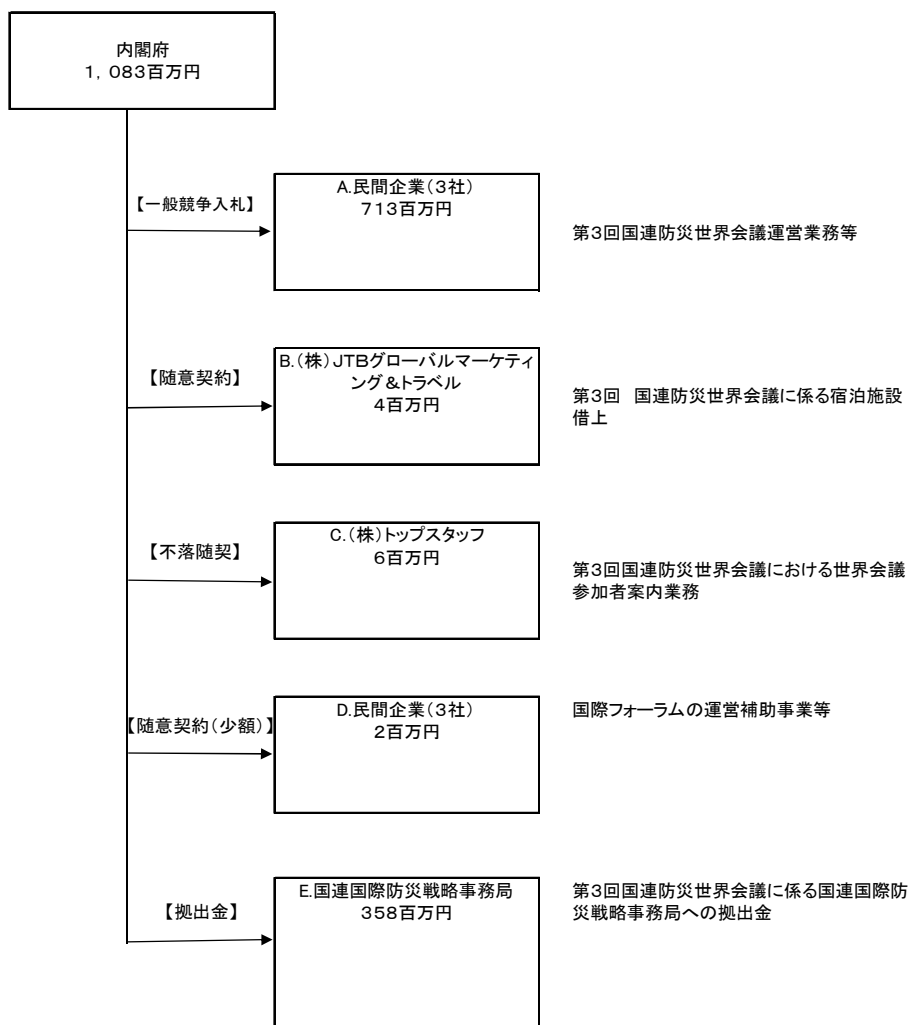 内閣府
1，083百万円
【一般競争入札】
A.民間企業（3社）
713百万円
第3回国連防災世界会議運営業務等
【随意契約】
B.（株）JTBグローバルマーケティ
ング＆トラベル
4百万円
第3回　国連防災世界会議に係る宿泊施設
借上
【不落随契】
C.（株）トップスタッフ
6百万円
第3回国連防災世界会議における世界会議
参加者案内業務
【随意契約（少額）】
D.民間企業（3社）
2百万円
国際フォーラムの運営補助事業等
【拠出金】
E.国連国際防災戦略事務局
358百万円
第3回国連防災世界会議に係る国連国際防
災戦略事務局への拠出金